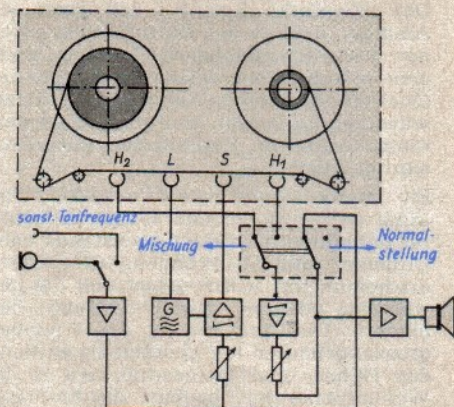 H2 L S H1
sonst. Tonfrequenz
Mischung
Normal-
stellung
G